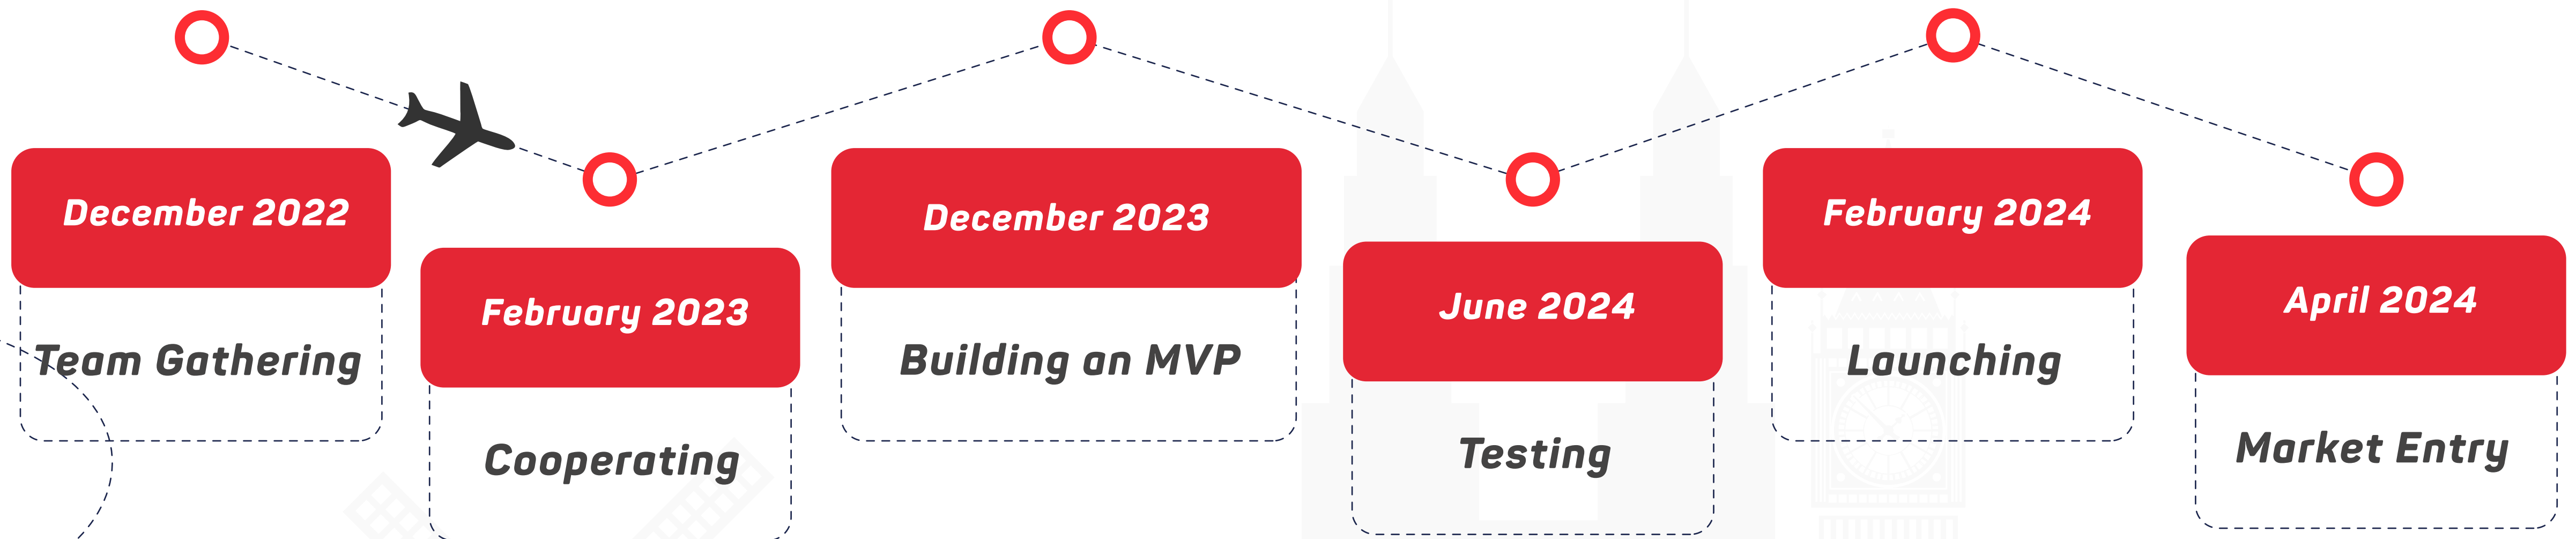 December 2022
Team Gathering
February 2023
Cooperating
December 2023
Building an MVP
June 2024
Testing
February 2024
Launching
April 2024
Market Entry